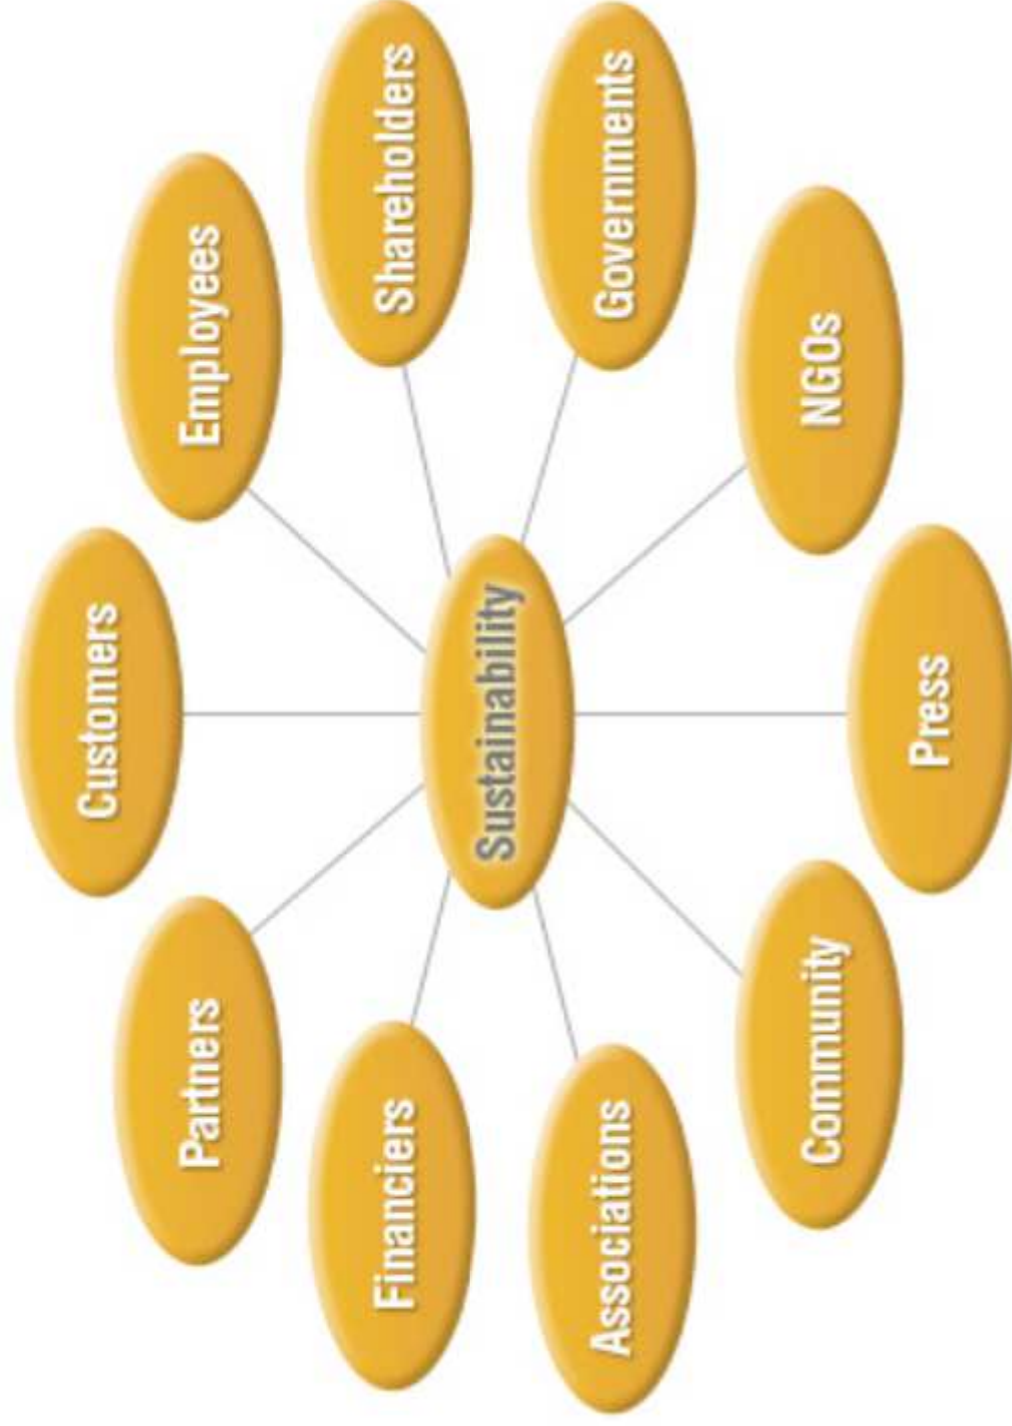 Customers
Employees
Shareholders
Governments
NGOs
Press
Community
Associations
Financiers
Partners
Sustainability